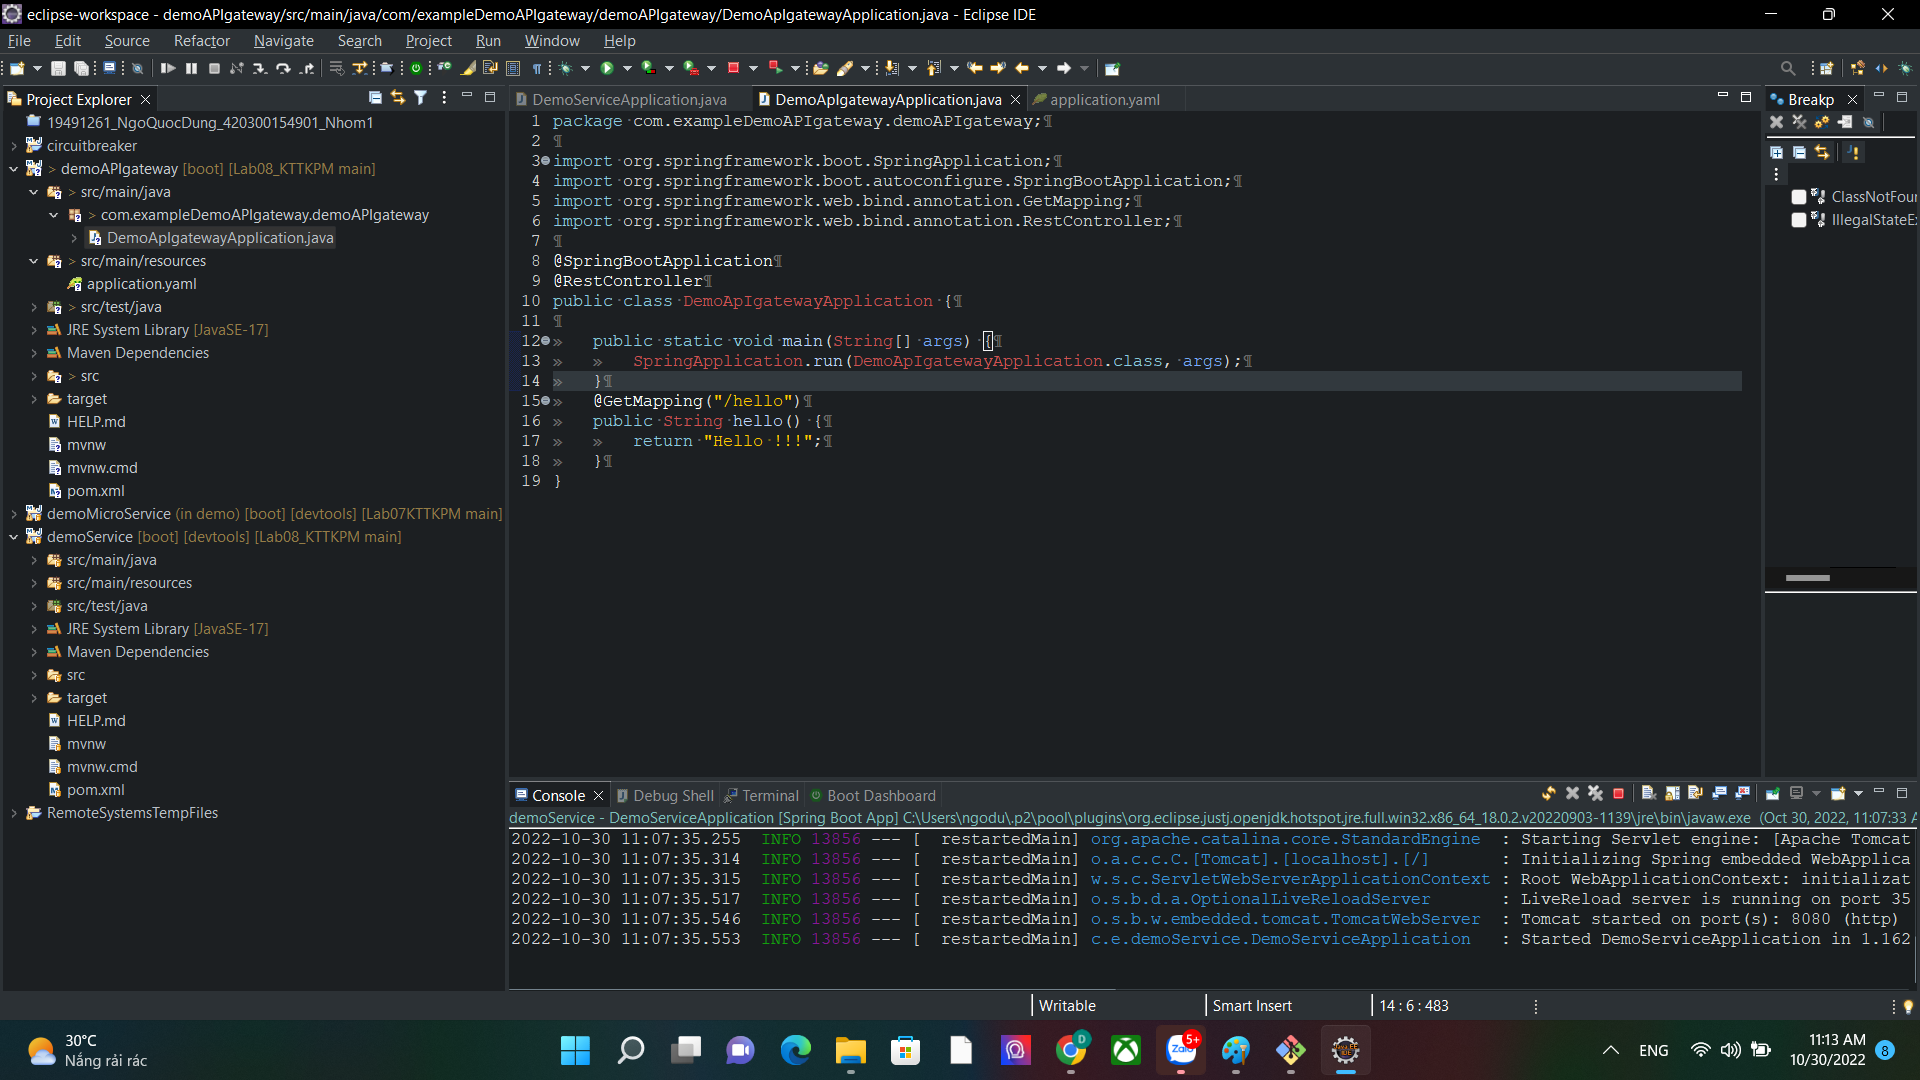 eclipse-workspace - demoAPIgateway/src/main/java/com/exampleDemoAPIgateway/demoAPIgateway/DemoApIgatewayApplication.java - Eclipse IDE
File Edit Source Refactor Navigate Search Project Run Window Help
Project Explorer
19491261_NgoQuocDung_420300154901_Nhom1
circuitbreaker
> demoAPIgateway [boot] [Lab08_KTTKPM main]
> src/main/java
> com.exampleDemoAPIgateway.demoAPIgateway
DemoApIgatewayApplication.java
> src/main/resources
application.yaml
> src/test/java
JRE System Library [JavaSE-17]
Maven Dependencies
> src
target
HELP.md
mvnw
mvnw.cmd
pom.xml
demoMicroService (in demo) [boot] [devtools] [Lab07KTTKPM main]
demoService [boot] [devtools] [Lab08_KTTKPM main]
src/main/java
src/main/resources
src/test/java
JRE System Library [JavaSE-17]
Maven Dependencies
src
target
HELP.md
mvnw
mvnw.cmd
pom.xml
RemoteSystemsTempFiles
DemoServiceApplication.java DemoApIgatewayApplication.java application.yaml
1 package·com.exampleDemoAPIgateway.demoAPIgateway;¶
2 ¶
3 import·org.springframework.boot.SpringApplication;¶
4 import·org.springframework.boot.autoconfigure.SpringBootApplication;¶
5 import·org.springframework.web.bind.annotation.GetMapping;¶
6 import·org.springframework.web.bind.annotation.RestController;¶
7 ¶
8 @SpringBootApplication¶
9 @RestController¶
10 public·class·DemoApIgatewayApplication·{¶
11 ¶
12 » public·static·void·main(String[]·args)·{¶
13 » » SpringApplication.run(DemoApIgatewayApplication.class,·args);¶
14 » }¶
15 » @GetMapping("/hello")¶
16 » public·String·hello()·{¶
17 » » return·"Hello·!!!";¶
18 » }¶
19 }
Breakp
ClassNotFou
IllegalStateE
Console Debug Shell Terminal Boot Dashboard
demoService - DemoServiceApplication [Spring Boot App] C:\Users\ngodu\.p2\pool\plugins\org.eclipse.justj.openjdk.hotspot.jre.full.win32.x86_64_18.0.2.v20220903-1139\jre\bin\javaw.exe (Oct 30, 2022, 11:07:33 A
2022-10-30 11:07:35.255 INFO 13856 --- [ restartedMain] org.apache.catalina.core.StandardEngine : Starting Servlet engine: [Apache Tomcat
2022-10-30 11:07:35.314 INFO 13856 --- [ restartedMain] o.a.c.c.C.[Tomcat].[localhost].[/] : Initializing Spring embedded WebApplica
2022-10-30 11:07:35.315 INFO 13856 --- [ restartedMain] w.s.c.ServletWebServerApplicationContext : Root WebApplicationContext: initializat
2022-10-30 11:07:35.517 INFO 13856 --- [ restartedMain] o.s.b.d.a.OptionalLiveReloadServer : LiveReload server is running on port 35
2022-10-30 11:07:35.546 INFO 13856 --- [ restartedMain] o.s.b.w.embedded.tomcat.TomcatWebServer : Tomcat started on port(s): 8080 (http)
2022-10-30 11:07:35.553 INFO 13856 --- [ restartedMain] c.e.demoService.DemoServiceApplication : Started DemoServiceApplication in 1.162
Writable Smart Insert 14 : 6 : 483
30°C
Nắng rải rác
D
Zalo 5+
ENG
11:13 AM
10/30/2022 8